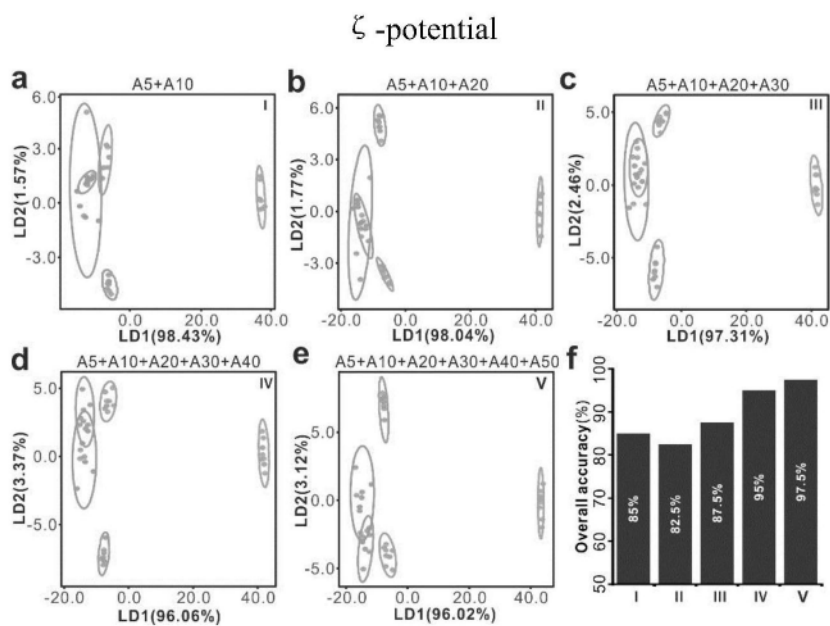 ζ -potential
a
A5+A10
I
6.0
3.0
0.0
-3.0
LD2(1.57%)
0.0
20.0
40.0
LD1(98.43%)
b
A5+A10+A20
II
6.0
3.0
0.0
-3.0
LD2(1.77%)
-20.0
0.0
20.0
40.0
LD1(98.04%)
c
A5+A10+A20+A30
III
5.0
0.0
-5.0
LD2(2.46%)
-20.0
0.0
20.0
40.0
LD1(97.31%)
d
A5+A10+A20+A30+A40
IV
5.0
0.0
-5.0
LD2(3.37%)
-20.0
0.0
20.0
40.0
LD1(96.06%)
e
A5+A10+A20+A30+A40+A50
V
-5.0
0.0
-5.0
LD2(3.12%)
-20.0
0.0
20.0
40.0
LD1(96.02%)
f
100
90
80
70
60
50
Overall accuracy(%)
85%
82.5%
87.5%
95%
97.5%
I
II
III
IV
V